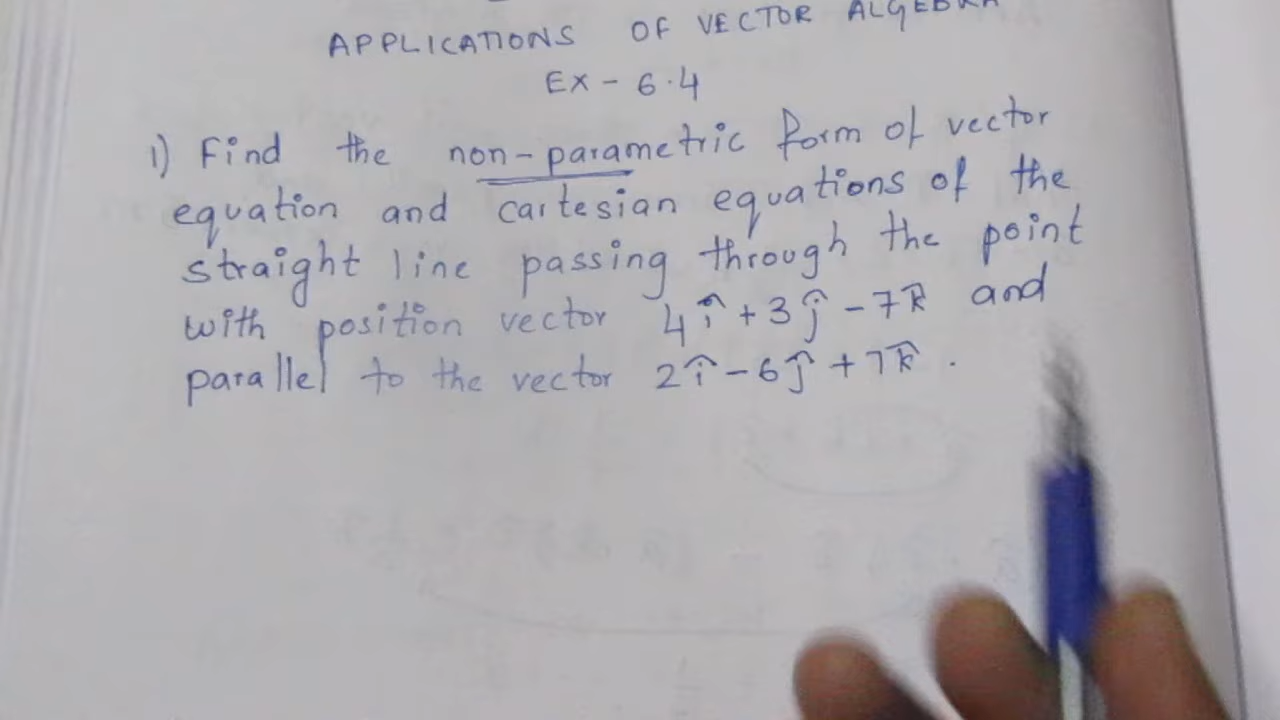 APPLICATIONS OF VECTOR ALGEBRA
EX - 6.4
1) Find the non-parametric form of vector
equation and cartesian equations of the
straight line passing through the point
with position vector 4î + 3ĵ - 7k̂ and
parallel to the vector 2î - 6ĵ + 7k̂ .